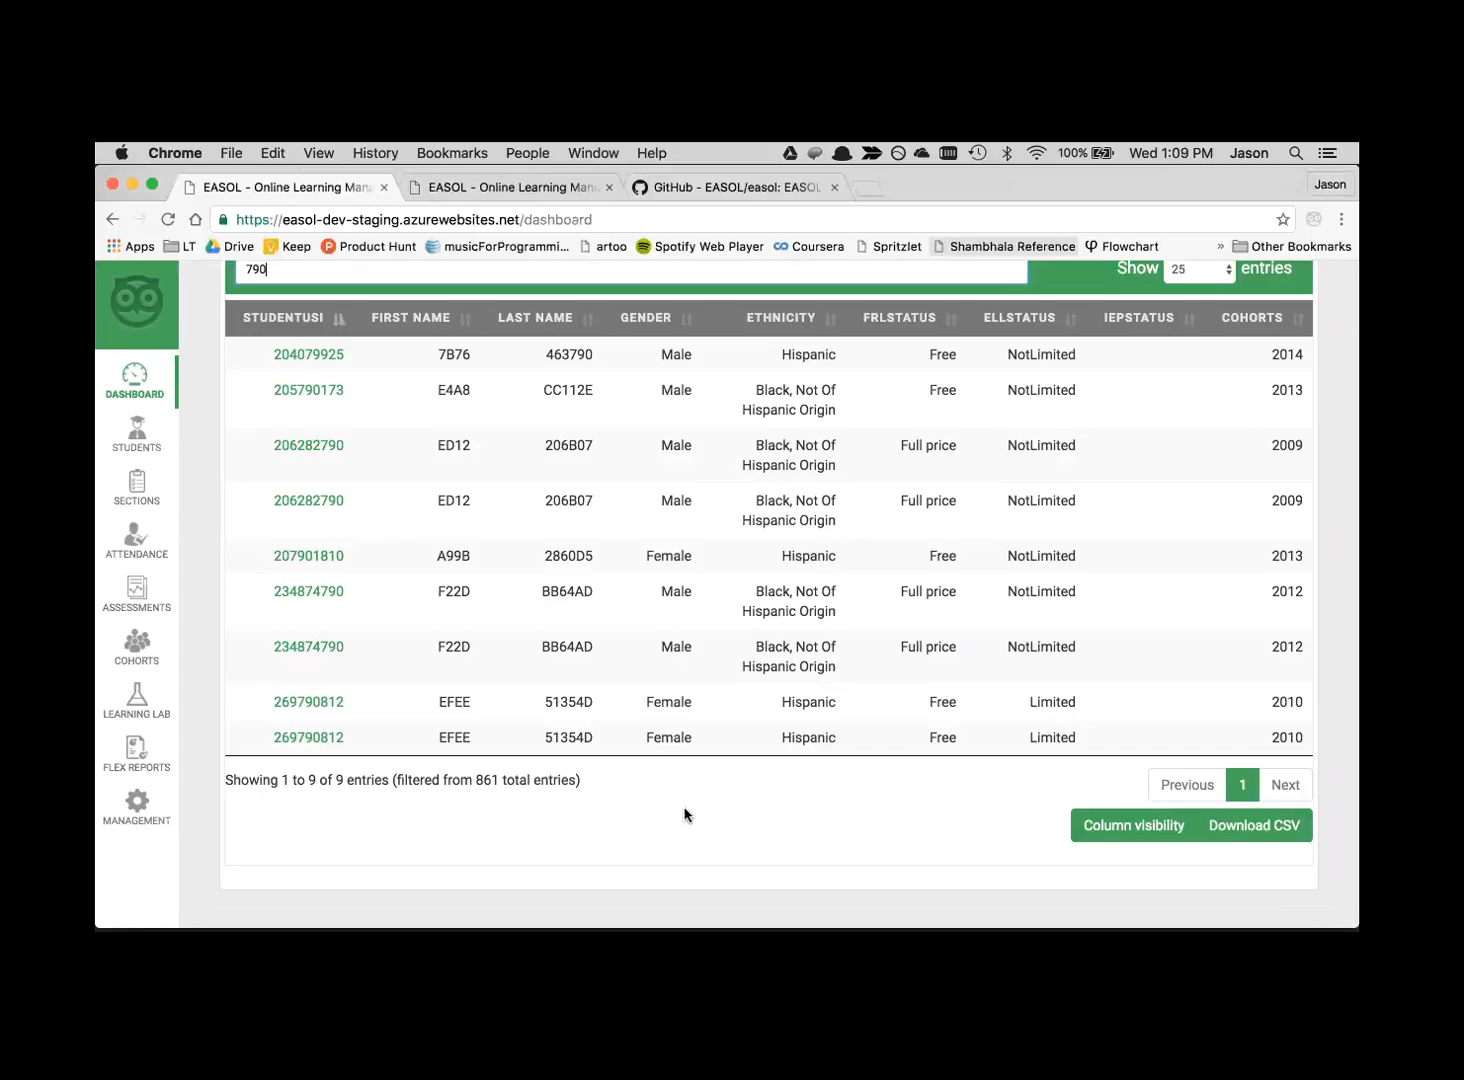 Chrome File Edit View History Bookmarks People Window Help 100% Wed 1:09 PM Jason
EASOL - Online Learning Mana × EASOL - Online Learning Mana × GitHub - EASOL/easol: EASOL × Jason
https://easol-dev-staging.azurewebsites.net/dashboard
Apps LT Drive Keep Product Hunt musicForProgrammi... artoo Spotify Web Player Coursera Spritzlet Shambhala Reference Flowchart » Other Bookmarks
790 Show 25 entries
STUDENTUSI FIRST NAME LAST NAME GENDER ETHNICITY FRLSTATUS ELLSTATUS IEPSTATUS COHORTS
204079925 7B76 463790 Male Hispanic Free NotLimited 2014
205790173 E4A8 CC112E Male Black, Not Of Free NotLimited 2013
Hispanic Origin
206282790 ED12 206B07 Male Black, Not Of Full price NotLimited 2009
Hispanic Origin
206282790 ED12 206B07 Male Black, Not Of Full price NotLimited 2009
Hispanic Origin
207901810 A99B 2860D5 Female Hispanic Free NotLimited 2013
234874790 F22D BB64AD Male Black, Not Of Full price NotLimited 2012
Hispanic Origin
234874790 F22D BB64AD Male Black, Not Of Full price NotLimited 2012
Hispanic Origin
269790812 EFEE 51354D Female Hispanic Free Limited 2010
269790812 EFEE 51354D Female Hispanic Free Limited 2010
Showing 1 to 9 of 9 entries (filtered from 861 total entries)
Previous 1 Next
Column visibility Download CSV
DASHBOARD
STUDENTS
SECTIONS
ATTENDANCE
ASSESSMENTS
COHORTS
LEARNING LAB
FLEX REPORTS
MANAGEMENT